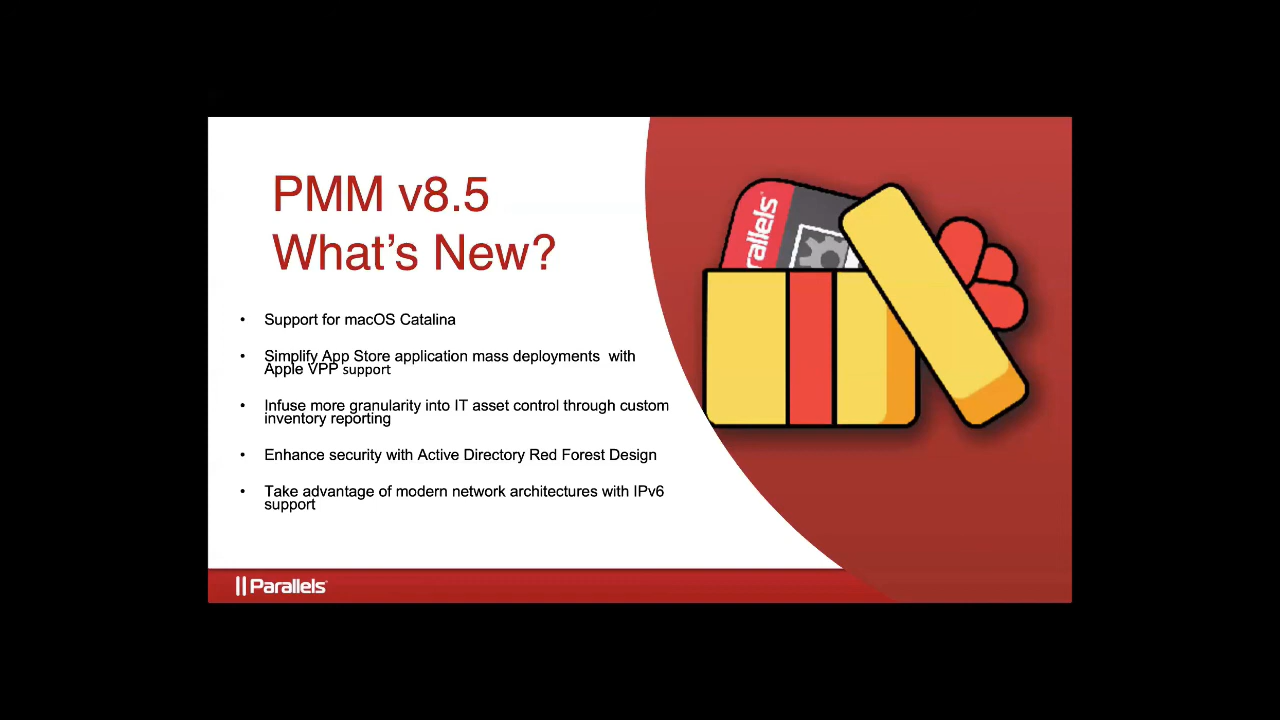 PMM v8.5
What's New?
• Support for macOS Catalina
• Simplify App Store application mass deployments  with
Apple VPP support
• Infuse more granularity into IT asset control through custom
inventory reporting
• Enhance security with Active Directory Red Forest Design
• Take advantage of modern network architectures with IPv6
support
Parallels
arallels